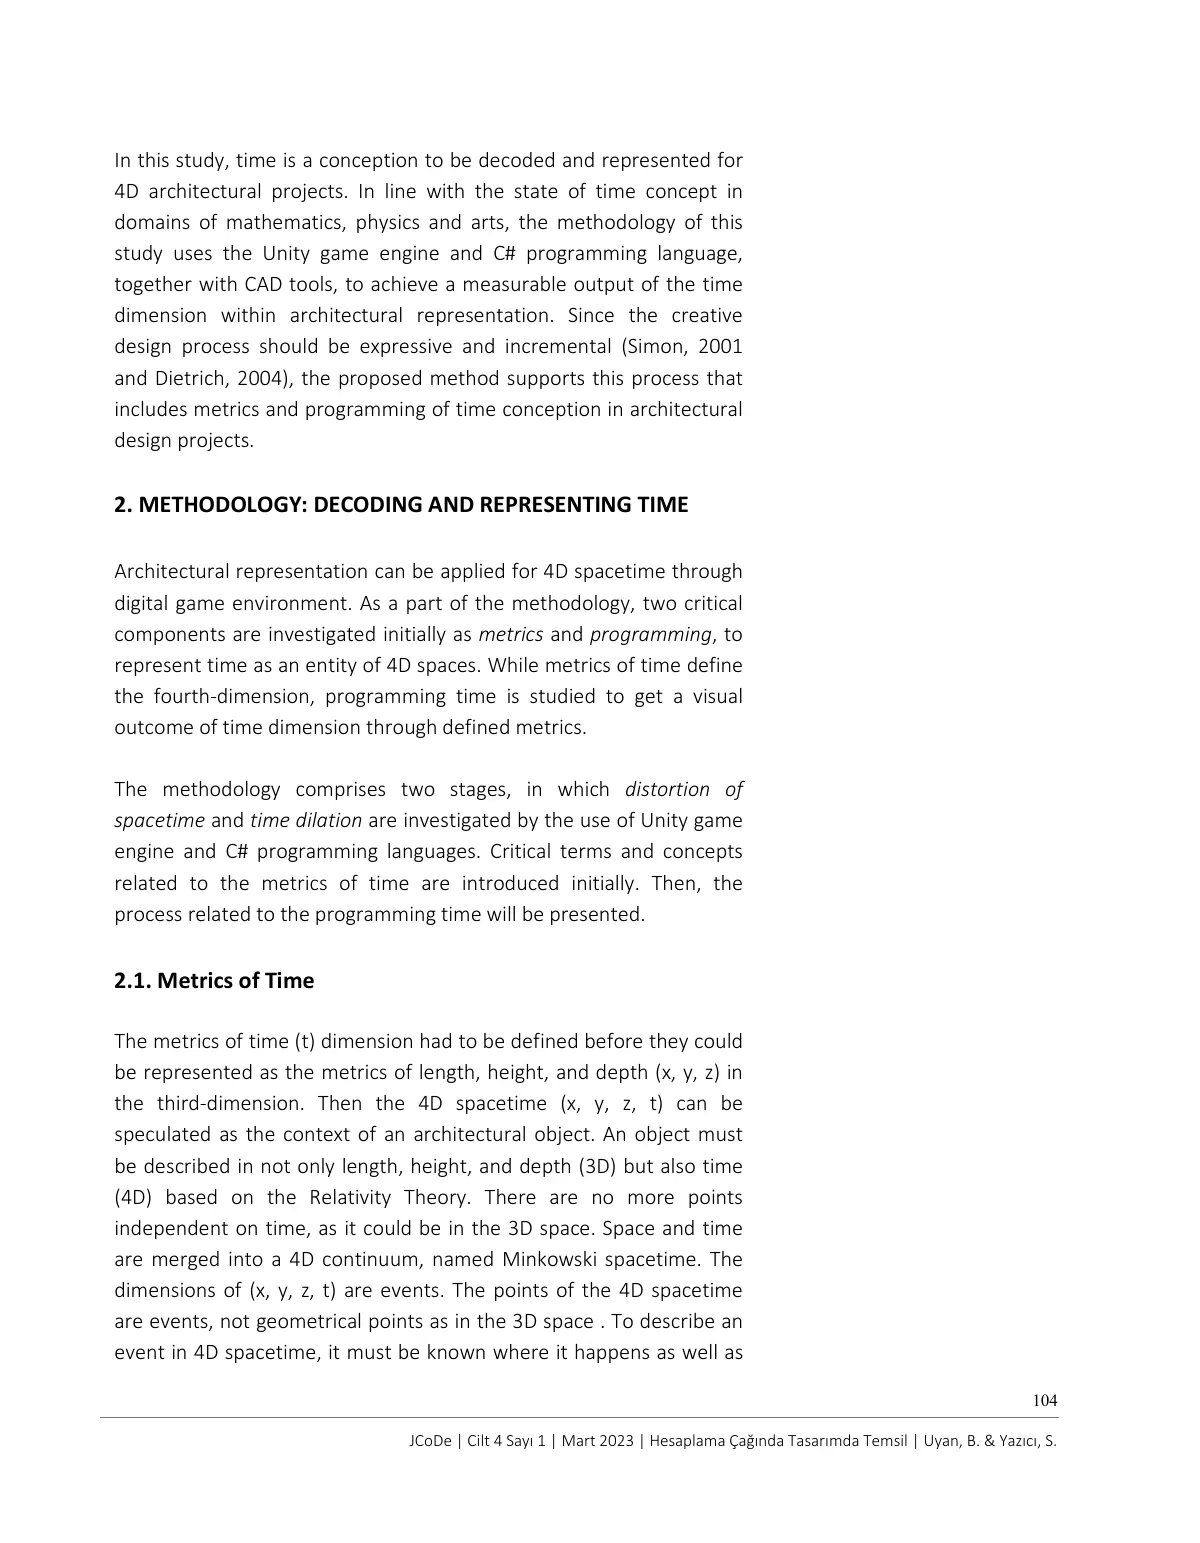 In this study, time is a conception to be decoded and represented for
4D architectural projects. In line with the state of time concept in
domains of mathematics, physics and arts, the methodology of this
study uses the Unity game engine and C# programming language,
together with CAD tools, to achieve a measurable output of the time
dimension within architectural representation. Since the creative
design process should be expressive and incremental (Simon, 2001
and Dietrich, 2004), the proposed method supports this process that
includes metrics and programming of time conception in architectural
design projects.
2. METHODOLOGY: DECODING AND REPRESENTING TIME
Architectural representation can be applied for 4D spacetime through
digital game environment. As a part of the methodology, two critical
components are investigated initially as metrics and programming, to
represent time as an entity of 4D spaces. While metrics of time define
the fourth-dimension, programming time is studied to get a visual
outcome of time dimension through defined metrics.
The methodology comprises two stages, in which distortion of
spacetime and time dilation are investigated by the use of Unity game
engine and C# programming languages. Critical terms and concepts
related to the metrics of time are introduced initially. Then, the
process related to the programming time will be presented.
2.1. Metrics of Time
The metrics of time (t) dimension had to be defined before they could
be represented as the metrics of length, height, and depth (x, y, z) in
the third-dimension. Then the 4D spacetime (x, y, z, t) can be
speculated as the context of an architectural object. An object must
be described in not only length, height, and depth (3D) but also time
(4D) based on the Relativity Theory. There are no more points
independent on time, as it could be in the 3D space. Space and time
are merged into a 4D continuum, named Minkowski spacetime. The
dimensions of (x, y, z, t) are events. The points of the 4D spacetime
are events, not geometrical points as in the 3D space . To describe an
event in 4D spacetime, it must be known where it happens as well as
104
JCoDe | Cilt 4 Sayı 1 | Mart 2023 | Hesaplama Çağında Tasarımda Temsil | Uyan, B. & Yazıcı, S.